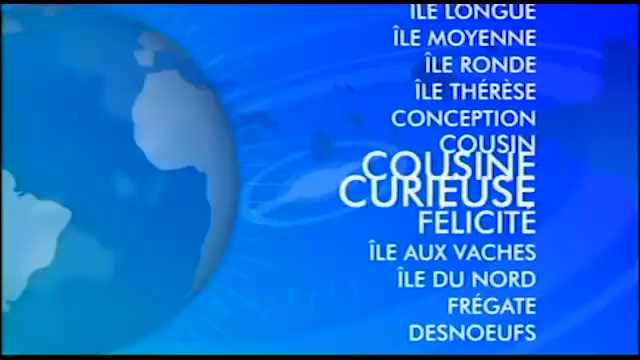 ÎLE LONGUE
ÎLE MOYENNE
ÎLE RONDE
ÎLE THÉRÈSE
CONCEPTION
COUSIN
COUSINE
CURIEUSE
FÉLICITÉ
ÎLE AUX VACHES
ÎLE DU NORD
FRÉGATE
DESNOEUFS